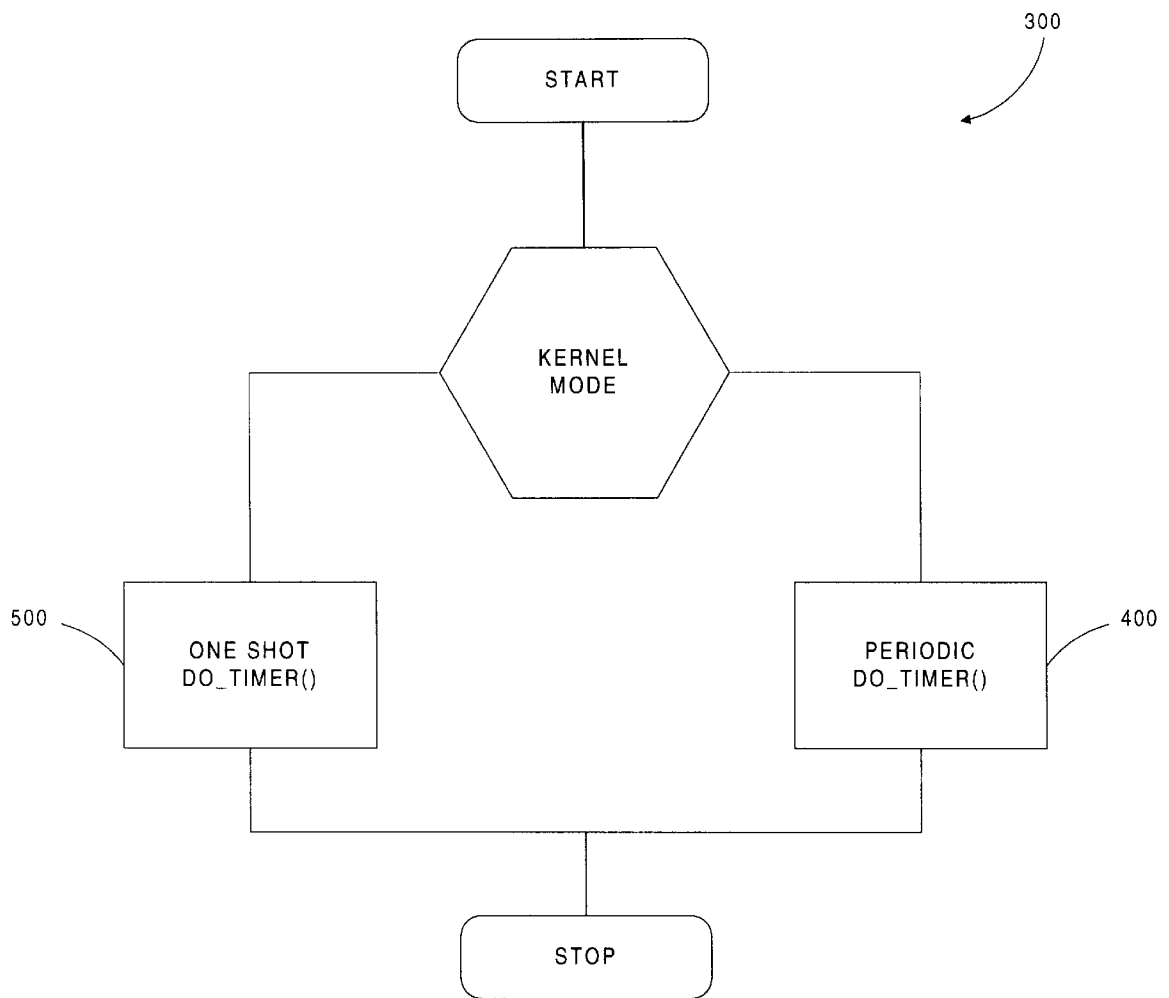 300
START
KERNEL
MODE
500
ONE SHOT
DO_TIMER()
PERIODIC
DO_TIMER()
400
STOP